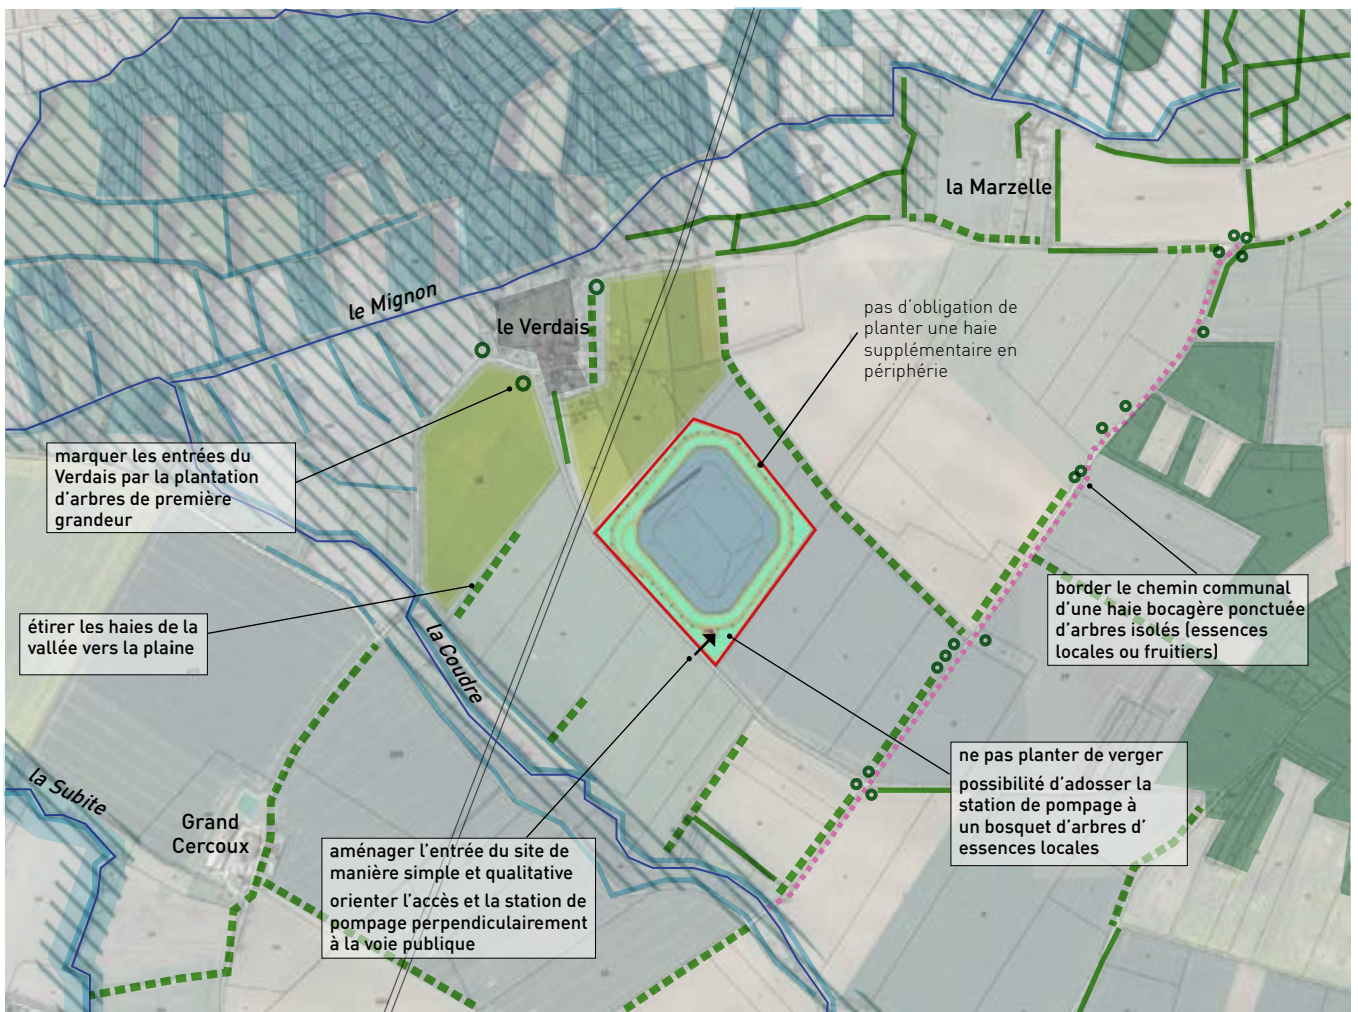 la Marzelle
le Mignon
le Verdais
pas d'obligation de
planter une haie
supplémentaire en
périphérie
marquer les entrées du
Verdais par la plantation
d'arbres de première
grandeur
étirer les haies de la
vallée vers la plaine
la Coudre
border le chemin communal
d'une haie bocagère ponctuée
d'arbres isolés (essences
locales ou fruitiers)
ne pas planter de verger
possibilité d'adosser la
station de pompage à
un bosquet d'arbres d'
essences locales
la Subite
Grand
Cercoux
aménager l'entrée du site de
manière simple et qualitative
orienter l'accès et la station de
pompage perpendiculairement
à la voie publique